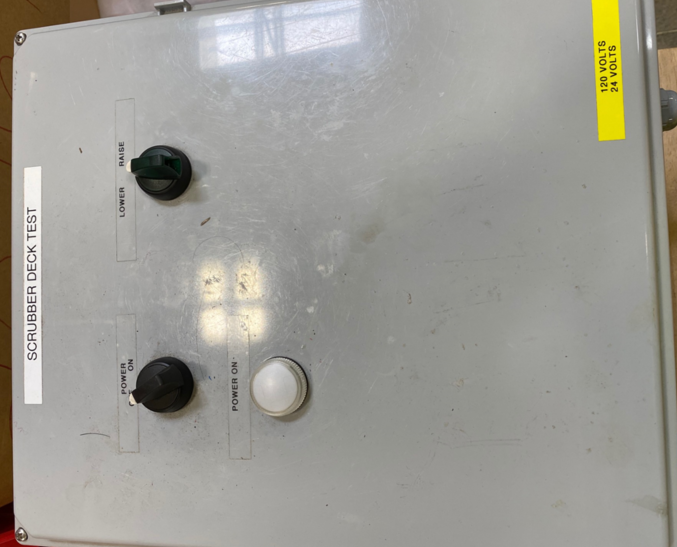 SCRUBBER DECK TEST
POWER
ON
LOWER RAISE
POWER ON
120 VOLTS
24 VOLTS